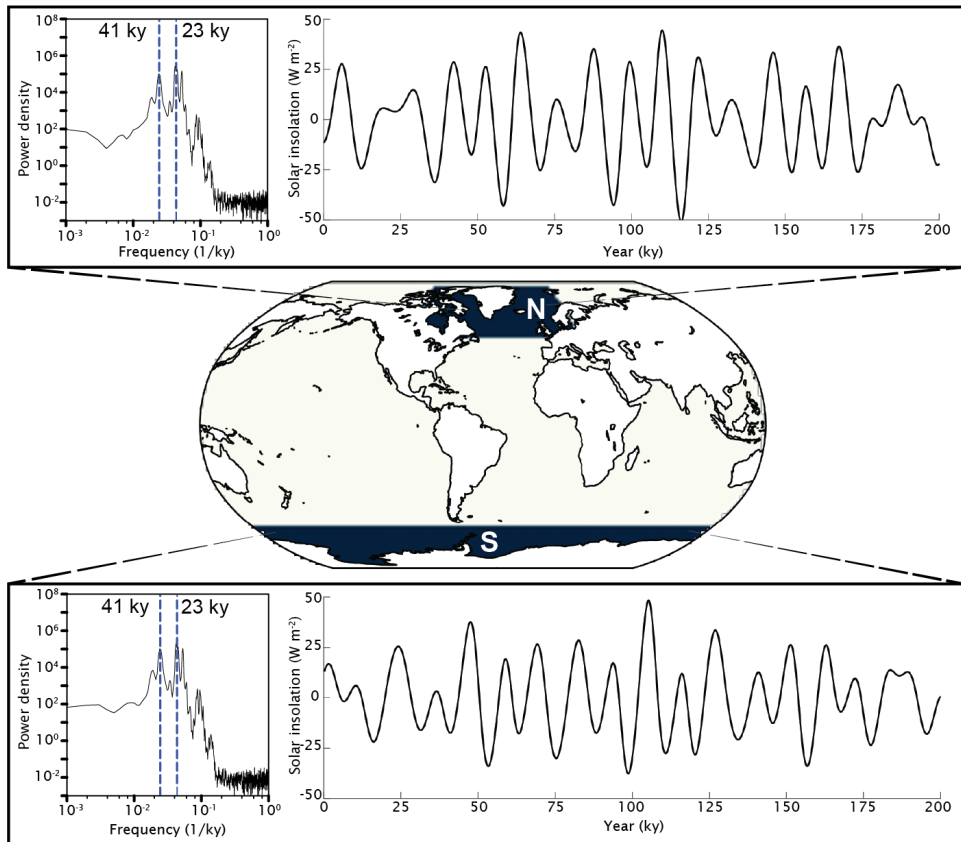 41 ky 23 ky
Power density
10^8
10^6
10^4
10^2
10^0
10^-2
10^-3 10^-2 10^-1 10^0
Frequency (1/ky)
Solar insolation (W m^-2)
50
25
0
-25
-50
0 25 50 75 100 125 150 175 200
Year (ky)
N
S
41 ky 23 ky
Power density
10^8
10^6
10^4
10^2
10^0
10^-2
10^-3 10^-2 10^-1 10^0
Frequency (1/ky)
Solar insolation (W m^-2)
50
25
0
-25
-50
0 25 50 75 100 125 150 175 200
Year (ky)